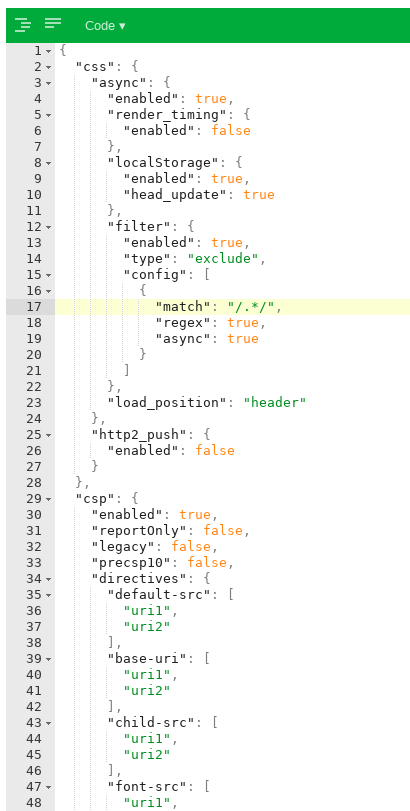 Code ▾
1 {
2   "css": {
3     "async": {
4       "enabled": true,
5       "render_timing": {
6         "enabled": false
7       },
8       "localStorage": {
9         "enabled": true,
10         "head_update": true
11       },
12       "filter": {
13         "enabled": true,
14         "type": "exclude",
15         "config": [
16           {
17             "match": "/.*/",
18             "regex": true,
19             "async": true
20           }
21         ]
22       },
23       "load_position": "header"
24     },
25     "http2_push": {
26       "enabled": false
27     }
28   },
29   "csp": {
30     "enabled": true,
31     "reportOnly": false,
32     "legacy": false,
33     "precsp10": false,
34     "directives": {
35       "default-src": [
36         "uri1",
37         "uri2"
38       ],
39       "base-uri": [
40         "uri1",
41         "uri2"
42       ],
43       "child-src": [
44         "uri1",
45         "uri2"
46       ],
47       "font-src": [
48         "uri1",